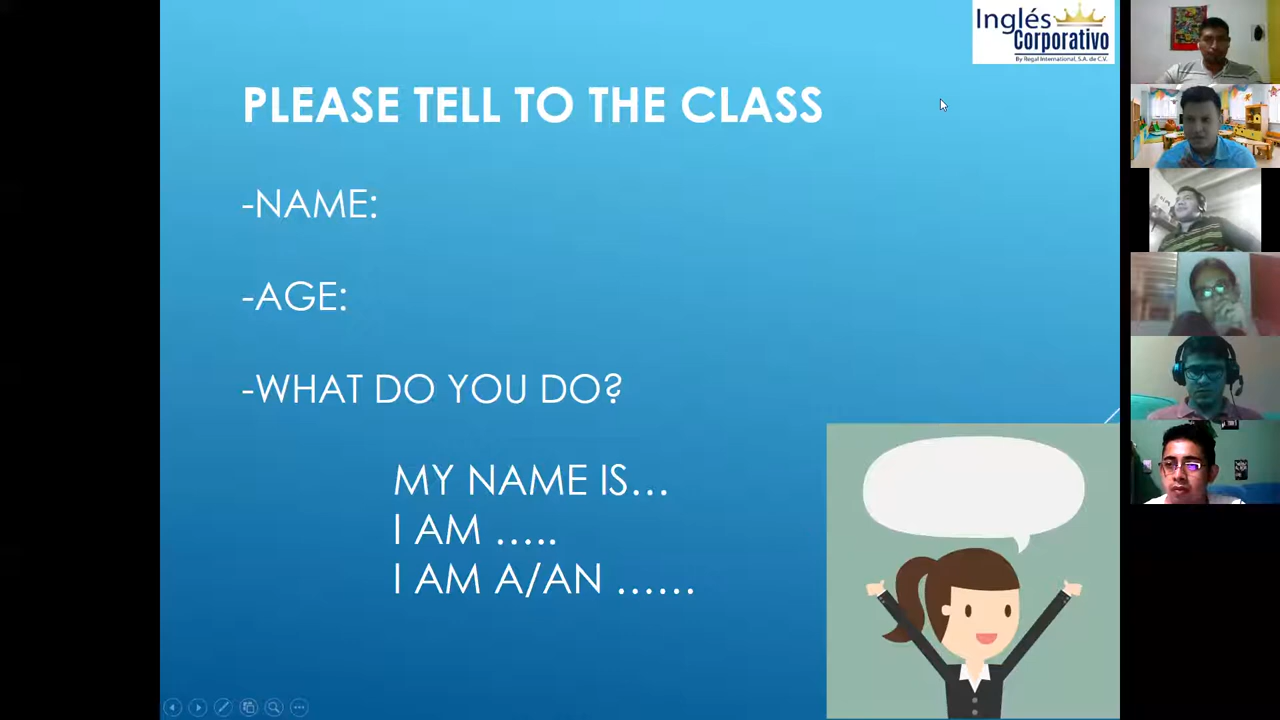 Inglés
Corporativo
By Regal International, S.A. de C.V.
PLEASE TELL TO THE CLASS
-NAME:
-AGE:
-WHAT DO YOU DO?
MY NAME IS...
I AM .....
I AM A/AN ......